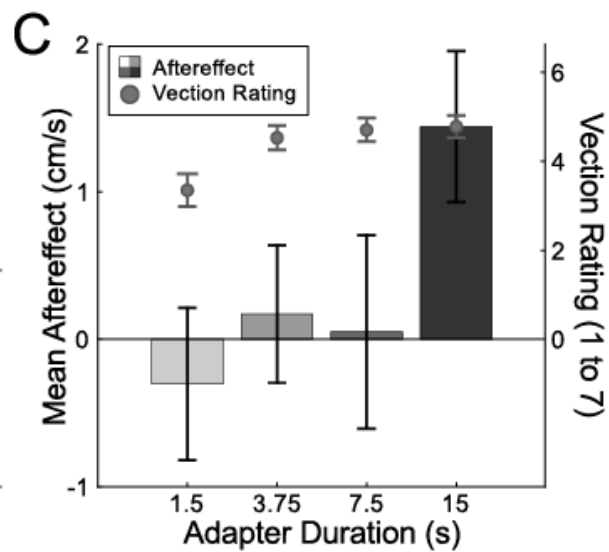 C
Aftereffect
Vection Rating
Mean Aftereffect (cm/s)
2
1
0
-1
1.5 3.75 7.5 15
Adapter Duration (s)
6
4
2
0
Vection Rating (1 to 7)